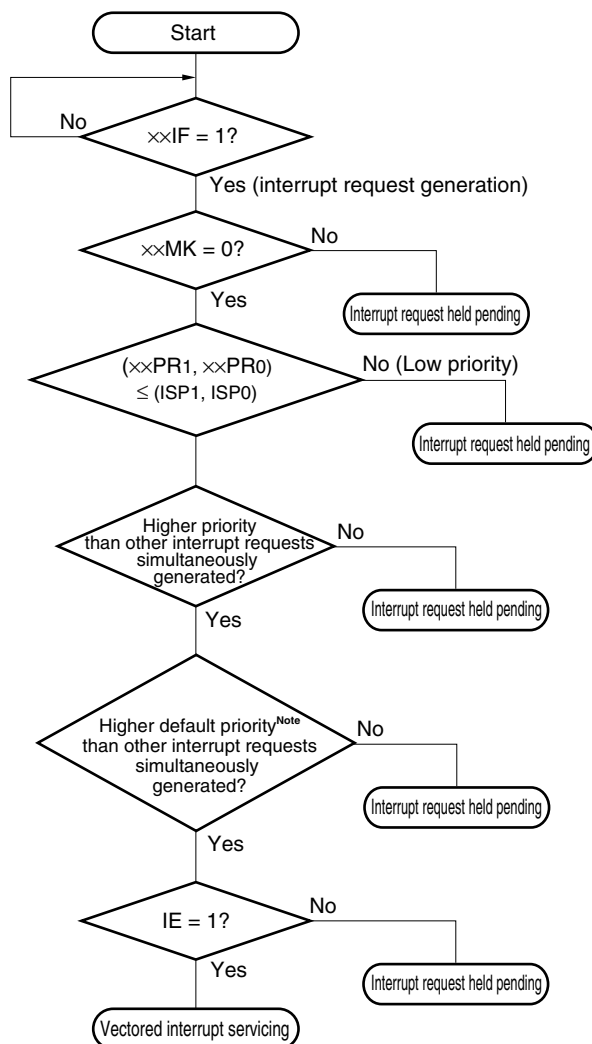 Start
No
××IF = 1?
Yes (interrupt request generation)
××MK = 0?
No
Yes
Interrupt request held pending
(××PR1, ××PR0)
≤ (ISP1, ISP0)
No (Low priority)
Interrupt request held pending
Higher priority
than other interrupt requests
simultaneously
generated?
No
Interrupt request held pending
Yes
Higher default priorityNote
than other interrupt requests
simultaneously
generated?
No
Interrupt request held pending
Yes
IE = 1?
No
Yes
Interrupt request held pending
Vectored interrupt servicing